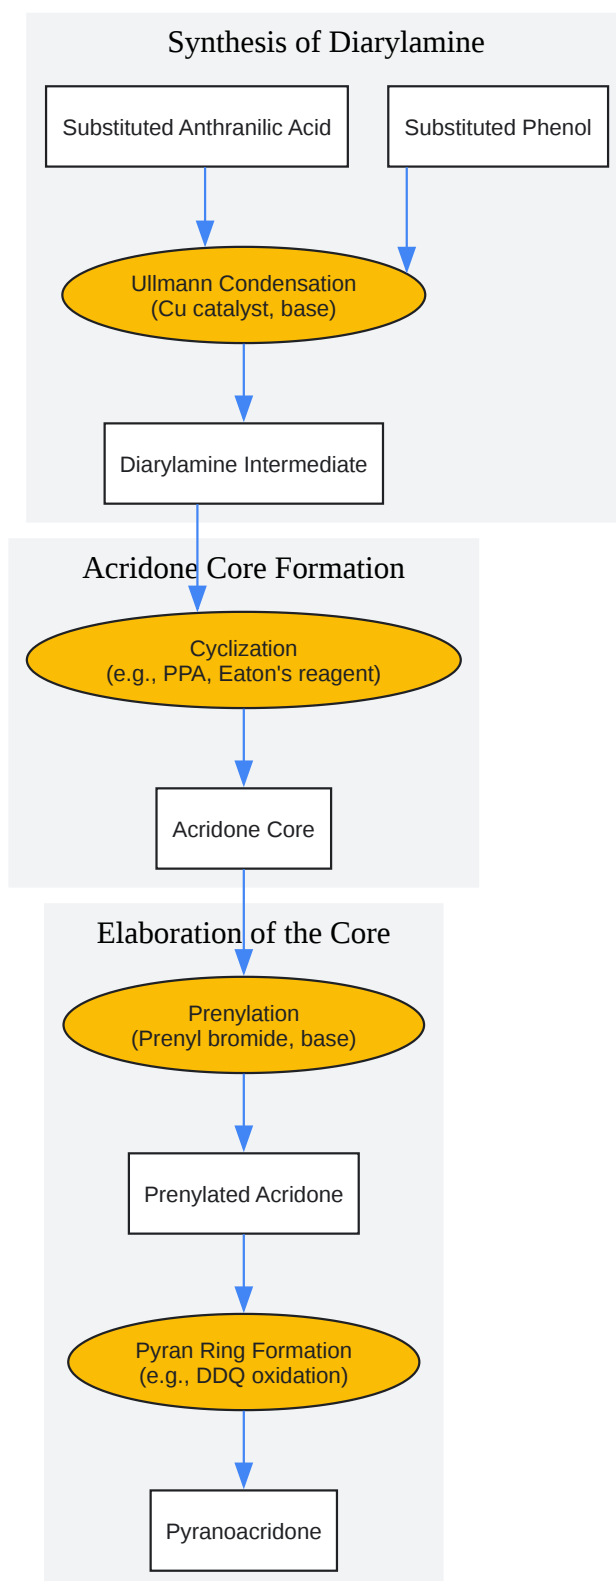 Synthesis of Diarylamine
Substituted Anthranilic Acid
Substituted Phenol
Ullmann Condensation
(Cu catalyst, base)
Diarylamine Intermediate
Acridone Core Formation
Cyclization
(e.g., PPA, Eaton's reagent)
Acridone Core
Elaboration of the Core
Prenylation
(Prenyl bromide, base)
Prenylated Acridone
Pyran Ring Formation
(e.g., DDQ oxidation)
Pyranoacridone